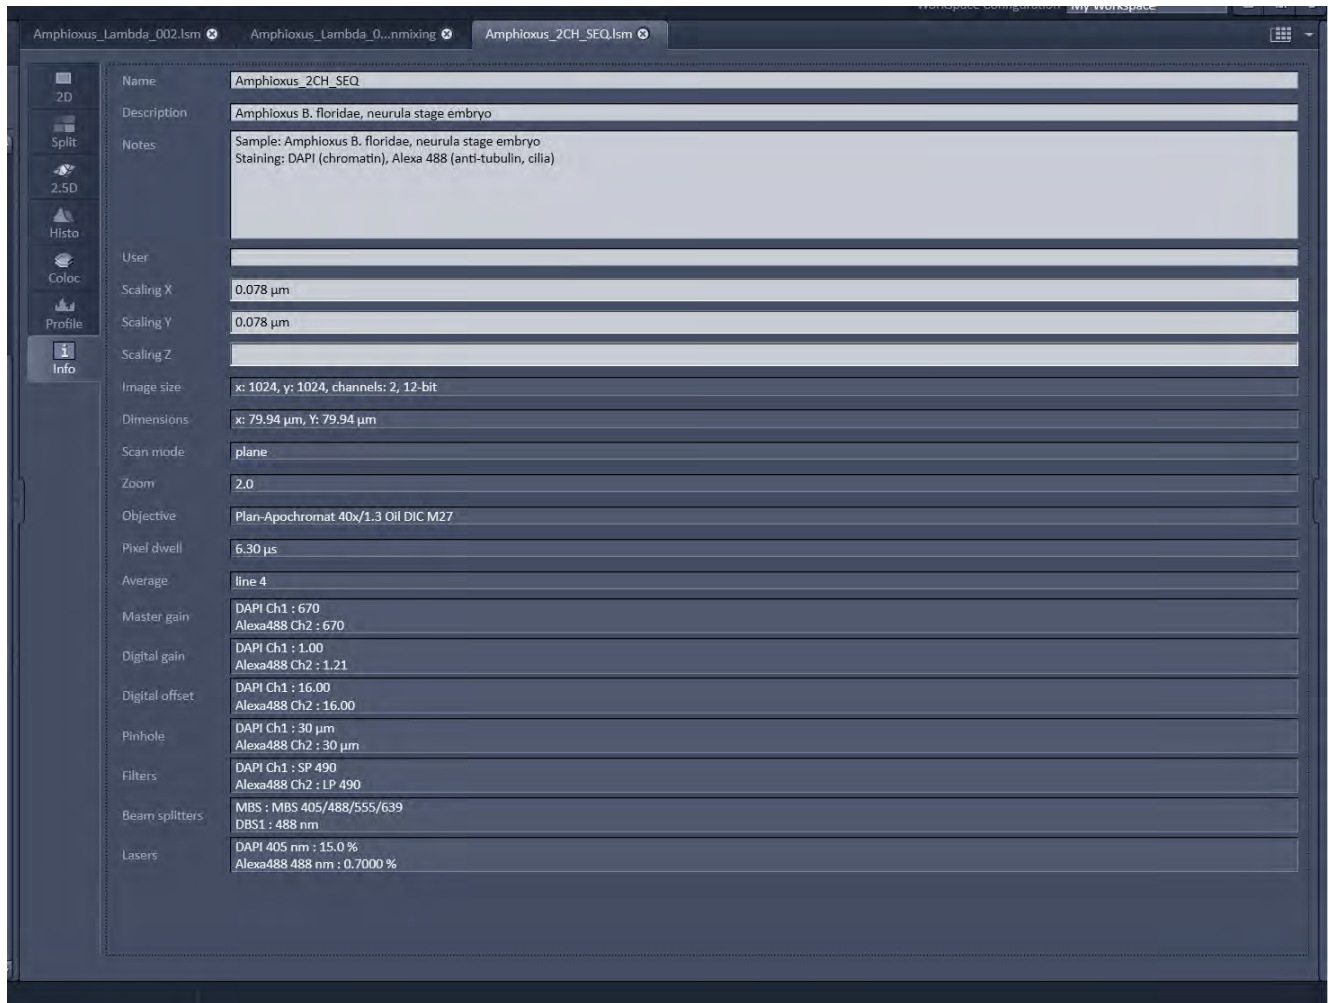 Workspace Configuration My Workspace
Amphioxus_Lambda_002.lsm Amphioxus_Lambda_0...nmixing Amphioxus_2CH_SEQ.lsm
2D
Split
2.5D
Histo
Coloc
Profile
i
Info
Name Amphioxus_2CH_SEQ
Description Amphioxus B. floridae, neurula stage embryo
Notes Sample: Amphioxus B. floridae, neurula stage embryo
Staining: DAPI (chromatin), Alexa 488 (anti-tubulin, cilia)
User
Scaling X 0.078 µm
Scaling Y 0.078 µm
Scaling Z
Image size x: 1024, y: 1024, channels: 2, 12-bit
Dimensions x: 79.94 µm, Y: 79.94 µm
Scan mode plane
Zoom 2.0
Objective Plan-Apochromat 40x/1.3 Oil DIC M27
Pixel dwell 6.30 µs
Average line 4
Master gain DAPI Ch1 : 670
Alexa488 Ch2 : 670
Digital gain DAPI Ch1 : 1.00
Alexa488 Ch2 : 1.21
Digital offset DAPI Ch1 : 16.00
Alexa488 Ch2 : 16.00
Pinhole DAPI Ch1 : 30 µm
Alexa488 Ch2 : 30 µm
Filters DAPI Ch1 : SP 490
Alexa488 Ch2 : LP 490
Beam splitters MBS : MBS 405/488/555/639
DBS1 : 488 nm
Lasers DAPI 405 nm : 15.0 %
Alexa488 488 nm : 0.7000 %